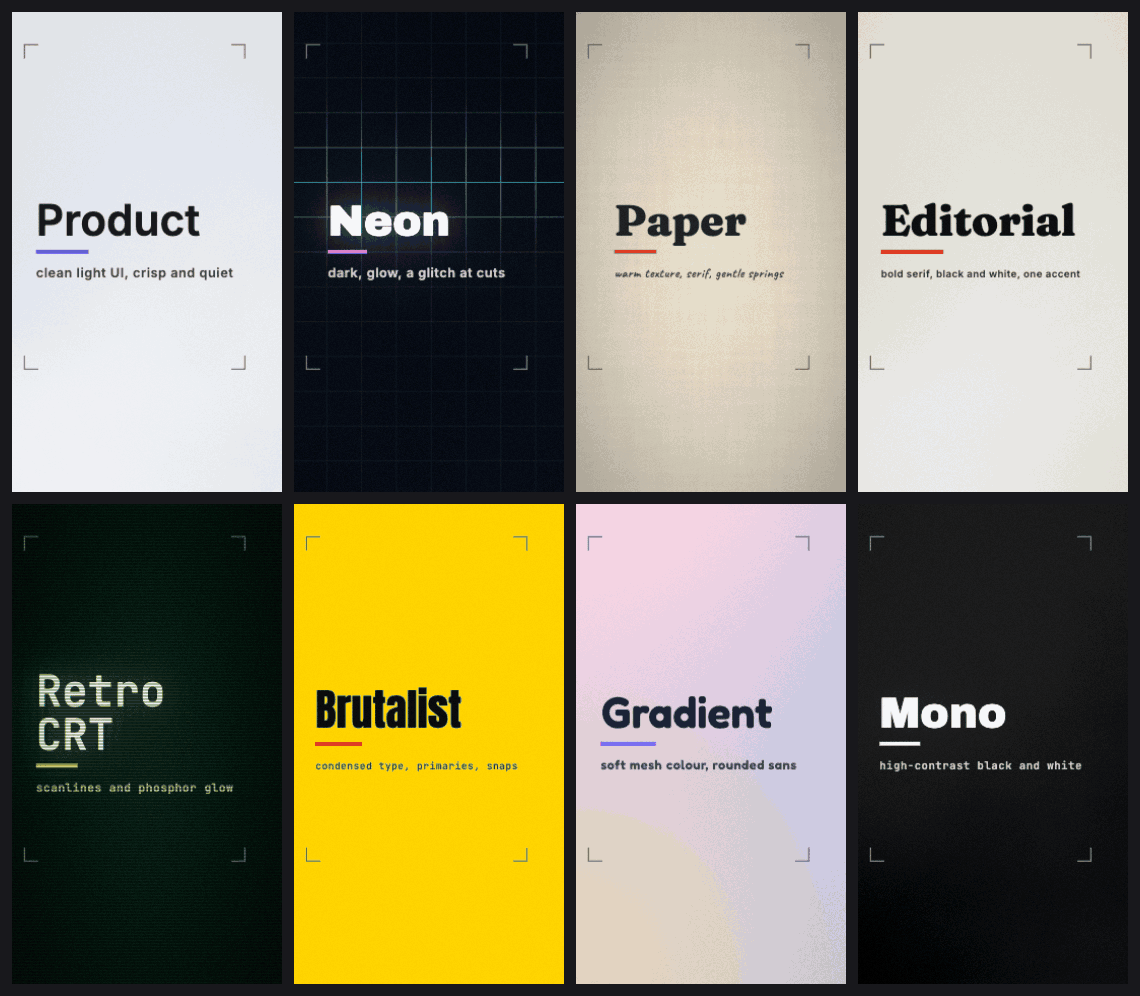 Product
clean light UI, crisp and quiet
Neon
dark, glow, a glitch at cuts
Paper
warm texture, serif, gentle springs
Editorial
bold serif, black and white, one accent
Retro
CRT
scanlines and phosphor glow
Brutalist
condensed type, primaries, snaps
Gradient
soft mesh colour, rounded sans
Mono
high-contrast black and white